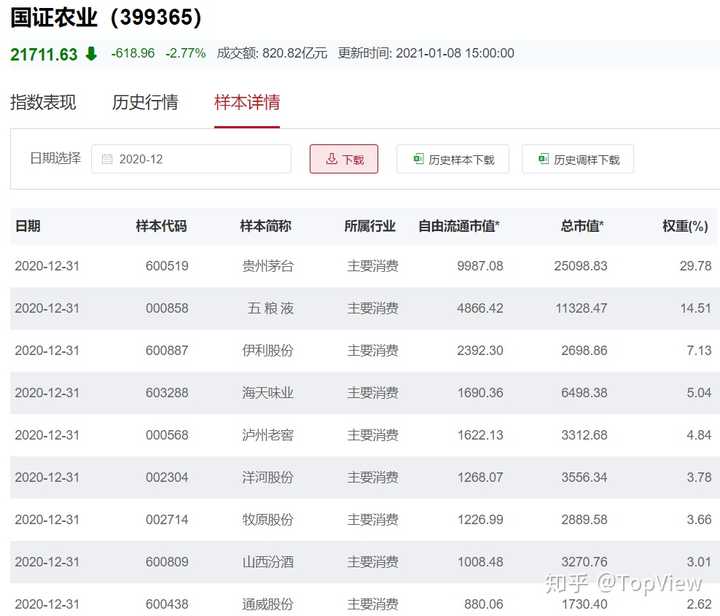 国证农业（399365）
21711.63 -618.96 -2.77% 成交额: 820.82亿元 更新时间: 2021-01-08 15:00:00
指数表现 历史行情 样本详情
日期选择 2020-12 下载 历史样本下载 历史调样下载
日期 样本代码 样本简称 所属行业 自由流通市值* 总市值* 权重(%)
2020-12-31 600519 贵州茅台 主要消费 9987.08 25098.83 29.78
2020-12-31 000858 五 粮 液 主要消费 4866.42 11328.47 14.51
2020-12-31 600887 伊利股份 主要消费 2392.30 2698.86 7.13
2020-12-31 603288 海天味业 主要消费 1690.36 6498.38 5.04
2020-12-31 000568 泸州老窖 主要消费 1622.13 3312.68 4.84
2020-12-31 002304 洋河股份 主要消费 1268.07 3556.34 3.78
2020-12-31 002714 牧原股份 主要消费 1226.99 2889.58 3.66
2020-12-31 600809 山西汾酒 主要消费 1008.48 3270.76 3.01
2020-12-31 600438 通威股份 主要消费 880.06 1730.40 2.62
知乎 @TopView